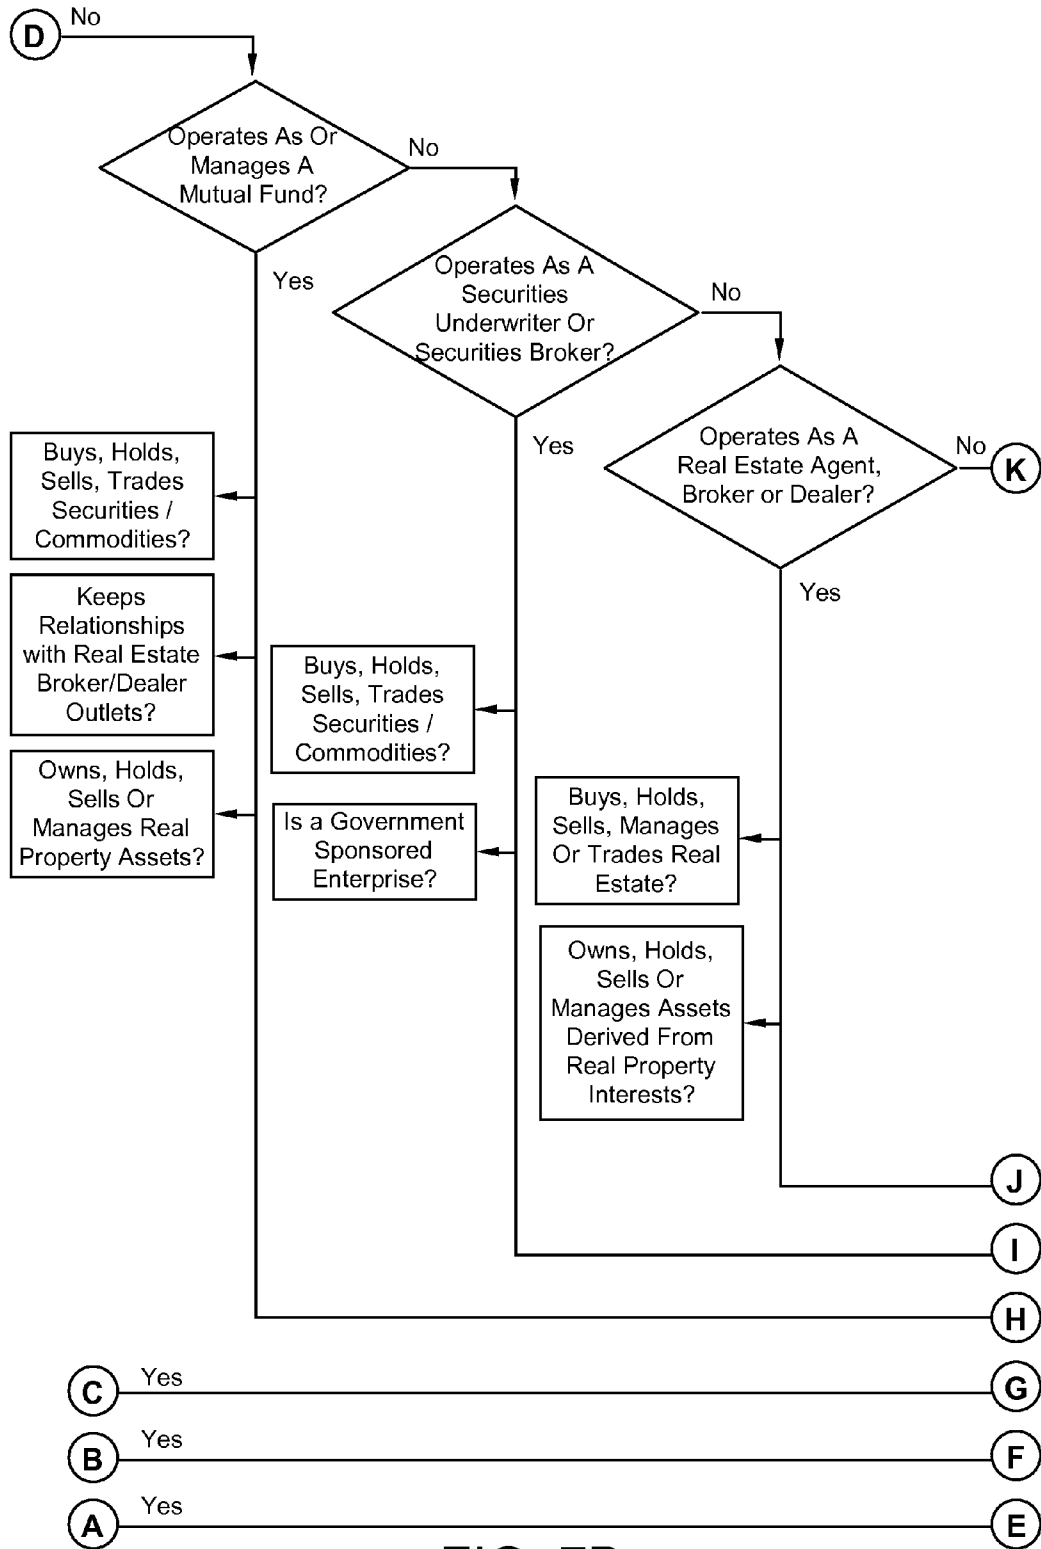 D
No
Operates As Or
Manages A
Mutual Fund?
No
Yes
Operates As A
Securities
Underwriter Or
Securities Broker?
No
Yes
Operates As A
Real Estate Agent,
Broker or Dealer?
No
K
Yes
Buys, Holds,
Sells, Trades
Securities /
Commodities?
Keeps
Relationships
with Real Estate
Broker/Dealer
Outlets?
Owns, Holds,
Sells Or
Manages Real
Property Assets?
Buys, Holds,
Sells, Trades
Securities /
Commodities?
Is a Government
Sponsored
Enterprise?
Buys, Holds,
Sells, Manages
Or Trades Real
Estate?
Owns, Holds,
Sells Or
Manages Assets
Derived From
Real Property
Interests?
J
I
H
C
Yes
G
B
Yes
F
A
Yes
E